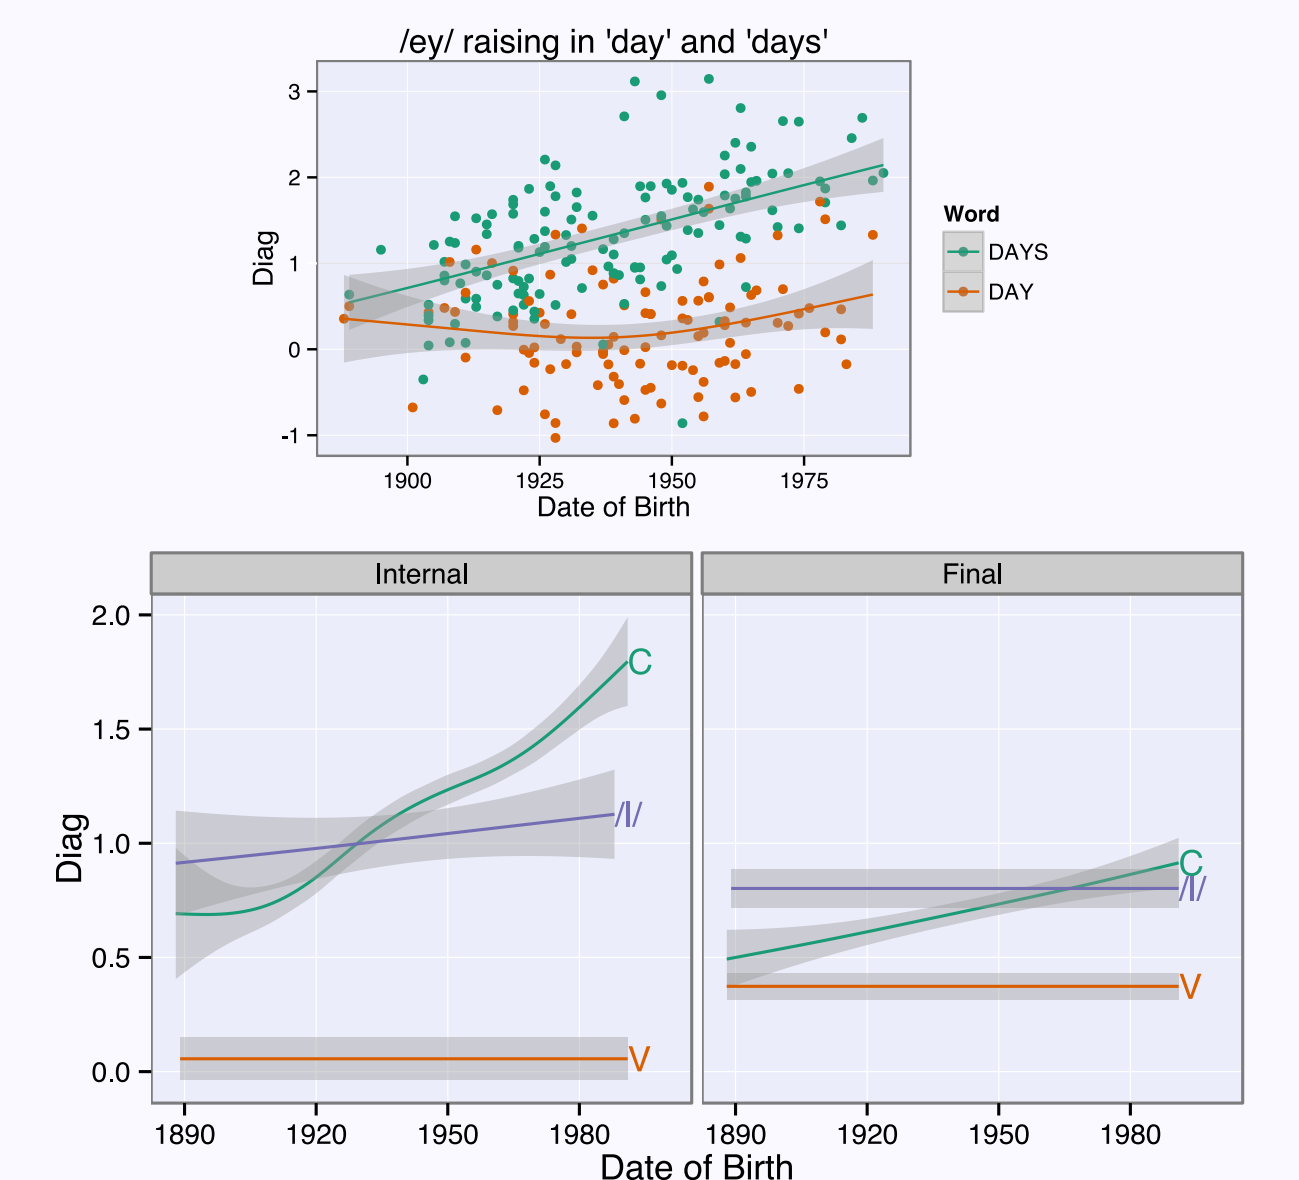 /ey/ raising in 'day' and 'days'
3
2
1
0
-1
Diag
1900 1925 1950 1975
Date of Birth
Word
DAYS
DAY
Internal Final
2.0
1.5
1.0
0.5
0.0
Diag
C
/l/
V
C
/l/
V
1890 1920 1950 1980 1890 1920 1950 1980
Date of Birth